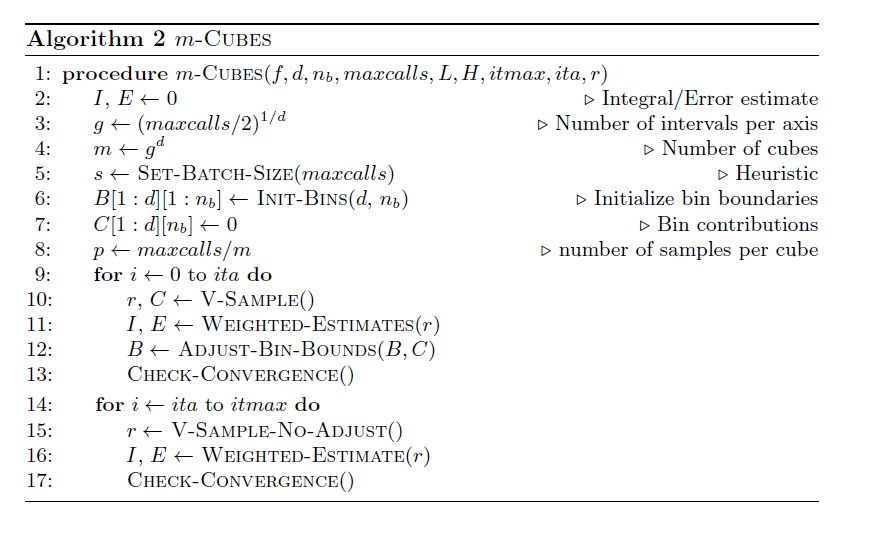 Algorithm 2 m-CUBES
1: procedure m-CUBES(f, d, n_b, maxcalls, L, H, itmax, ita, r)
2: I, E ← 0 ▷ Integral/Error estimate
3: g ← (maxcalls/2)^{1/d} ▷ Number of intervals per axis
4: m ← g^d ▷ Number of cubes
5: s ← SET-BATCH-SIZE(maxcalls) ▷ Heuristic
6: B[1 : d][1 : n_b] ← INIT-BINS(d, n_b) ▷ Initialize bin boundaries
7: C[1 : d][n_b] ← 0 ▷ Bin contributions
8: p ← maxcalls/m ▷ number of samples per cube
9: for i ← 0 to ita do
10: r, C ← V-SAMPLE()
11: I, E ← WEIGHTED-ESTIMATES(r)
12: B ← ADJUST-BIN-BOUNDS(B, C)
13: CHECK-CONVERGENCE()
14: for i ← ita to itmax do
15: r ← V-SAMPLE-NO-ADJUST()
16: I, E ← WEIGHTED-ESTIMATE(r)
17: CHECK-CONVERGENCE()